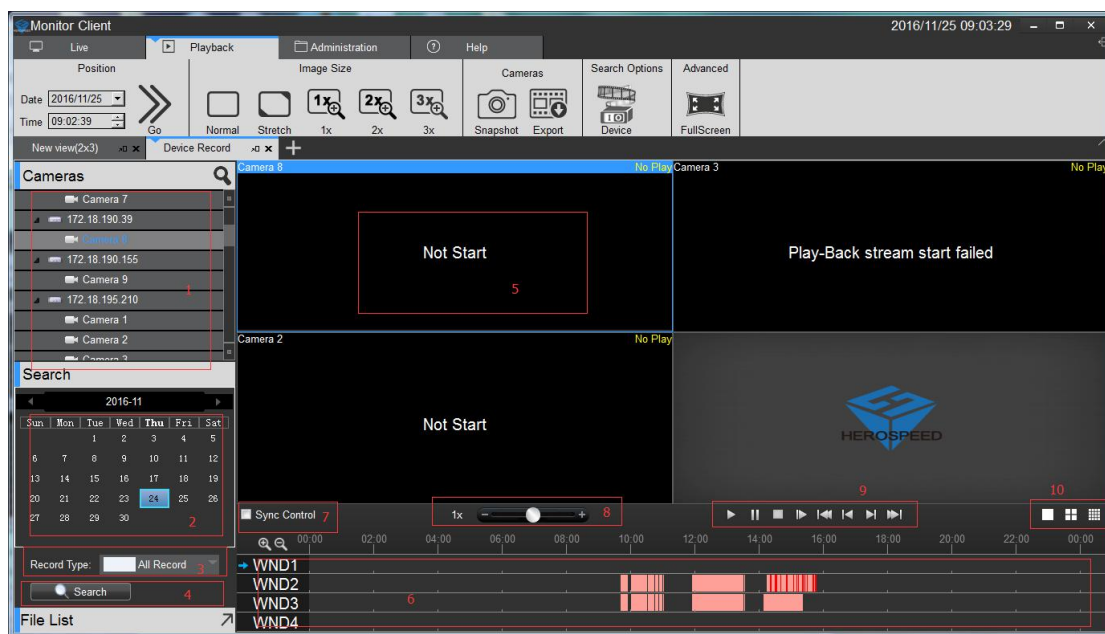 Monitor Client 2016/11/25 09:03:29
Live Playback Administration Help
Position Image Size Cameras Search Options Advanced
Date 2016/11/25
Time 09:02:39
Go Normal Stretch 1x 2x 3x Snapshot Export Device FullScreen
New view(2x3) Device Record
Cameras
Camera 7
172.18.190.39
172.18.190.155
Camera 9
172.18.195.210
Camera 1
Camera 2
Camera 3
1
Camera 8 No Play
Not Start
5
Camera 3 No Play
Play-Back stream start failed
Camera 2 No Play
Not Start
HEROSPEED
Search
2016-11
Sun Mon Tue Wed Thu Fri Sat
1 2 3 4 5
6 7 8 9 10 11 12
13 14 15 16 17 18 19
20 21 22 23 24 25 26
27 28 29 30
2
Record Type: All Record 3
Search 4
File List
Sync Control 7
1x - + 8
9
10
00:00 02:00 04:00 06:00 08:00 10:00 12:00 14:00 16:00 18:00 20:00 22:00 00:00
WND1
WND2
WND3
WND4
6